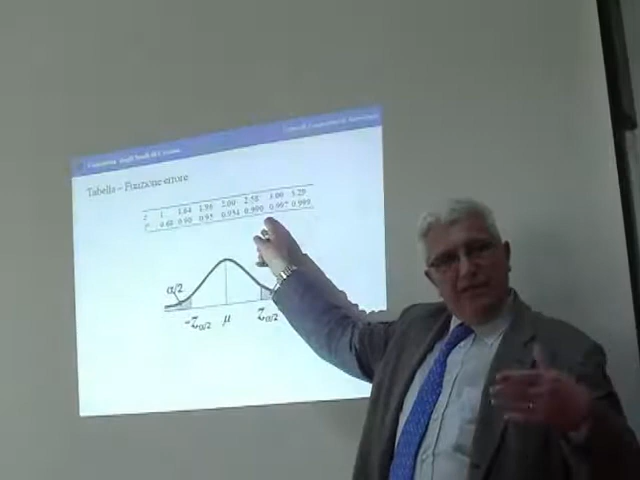 Tabella – Funzione errore
z 1 1.64 1.96 2.00 2.58 3.00 3.29
0.68 0.90 0.95 0.954 0.990 0.997 0.999
α/2
-Zα/2 μ Zα/2